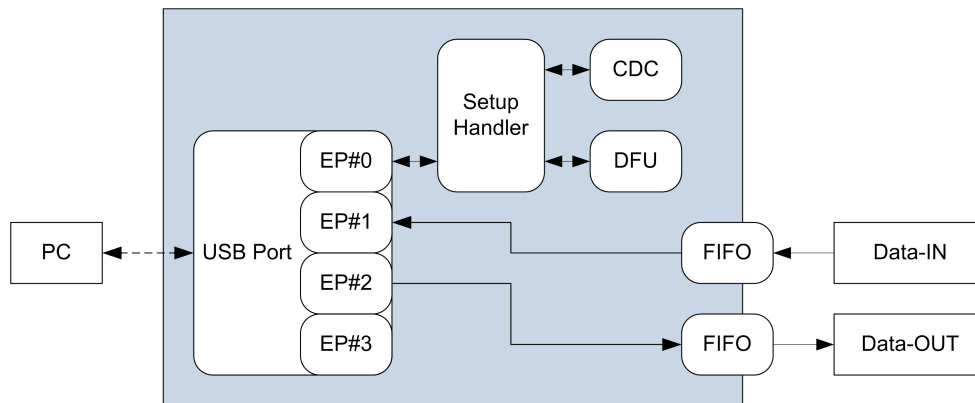 CDC
Setup
Handler
DFU
EP#0
EP#1
PC
USB Port
FIFO
Data-IN
EP#2
EP#3
FIFO
Data-OUT